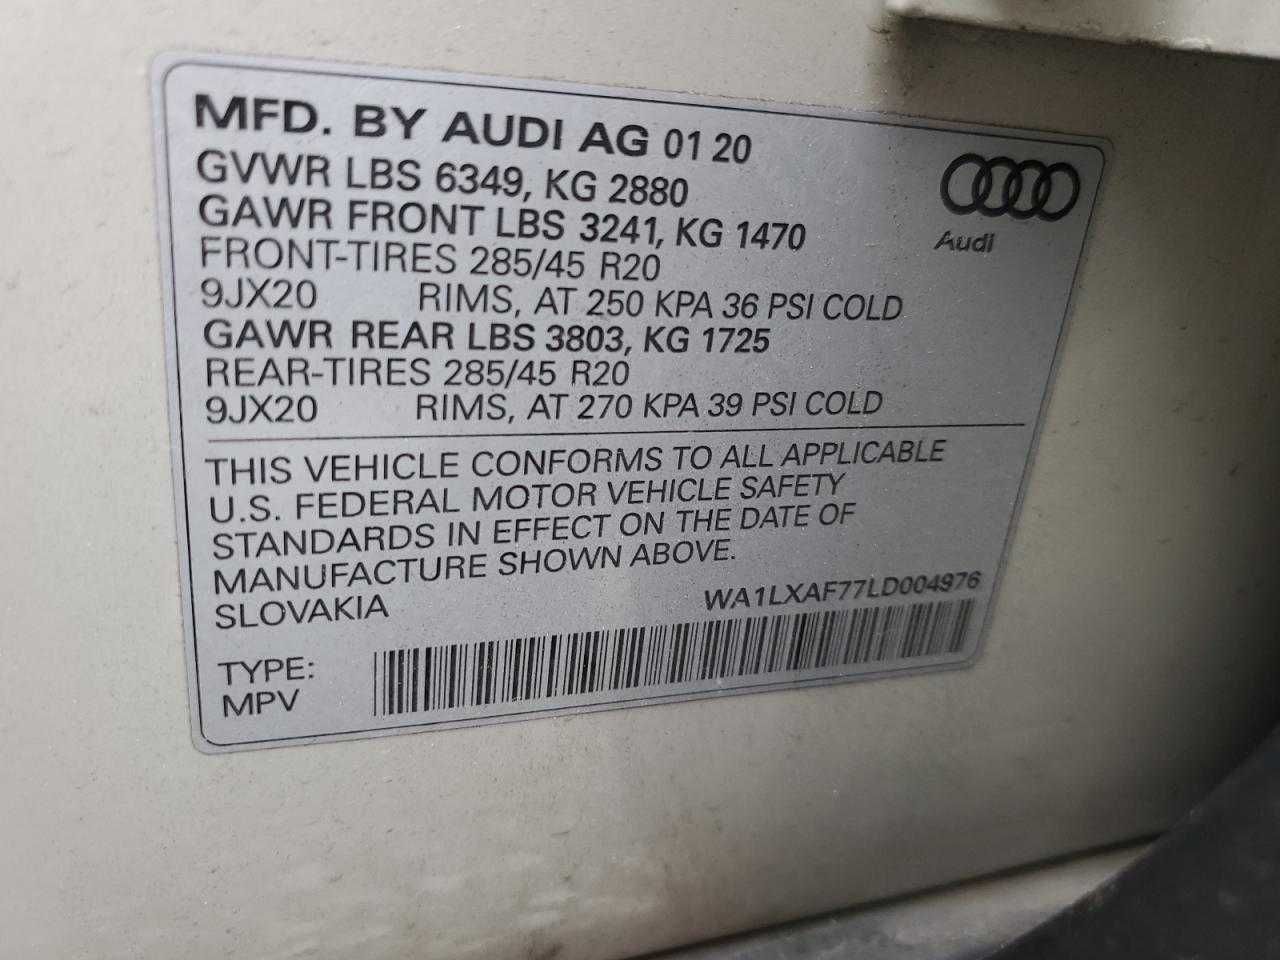 MFD. BY AUDI AG 01 20
GVWR LBS 6349, KG 2880
GAWR FRONT LBS 3241, KG 1470
FRONT-TIRES 285/45 R20
9JX20 RIMS, AT 250 KPA 36 PSI COLD
GAWR REAR LBS 3803, KG 1725
REAR-TIRES 285/45 R20
9JX20 RIMS, AT 270 KPA 39 PSI COLD
Audi
THIS VEHICLE CONFORMS TO ALL APPLICABLE
U.S. FEDERAL MOTOR VEHICLE SAFETY
STANDARDS IN EFFECT ON THE DATE OF
MANUFACTURE SHOWN ABOVE.
SLOVAKIA WA1LXAF77LD004976
TYPE:
MPV